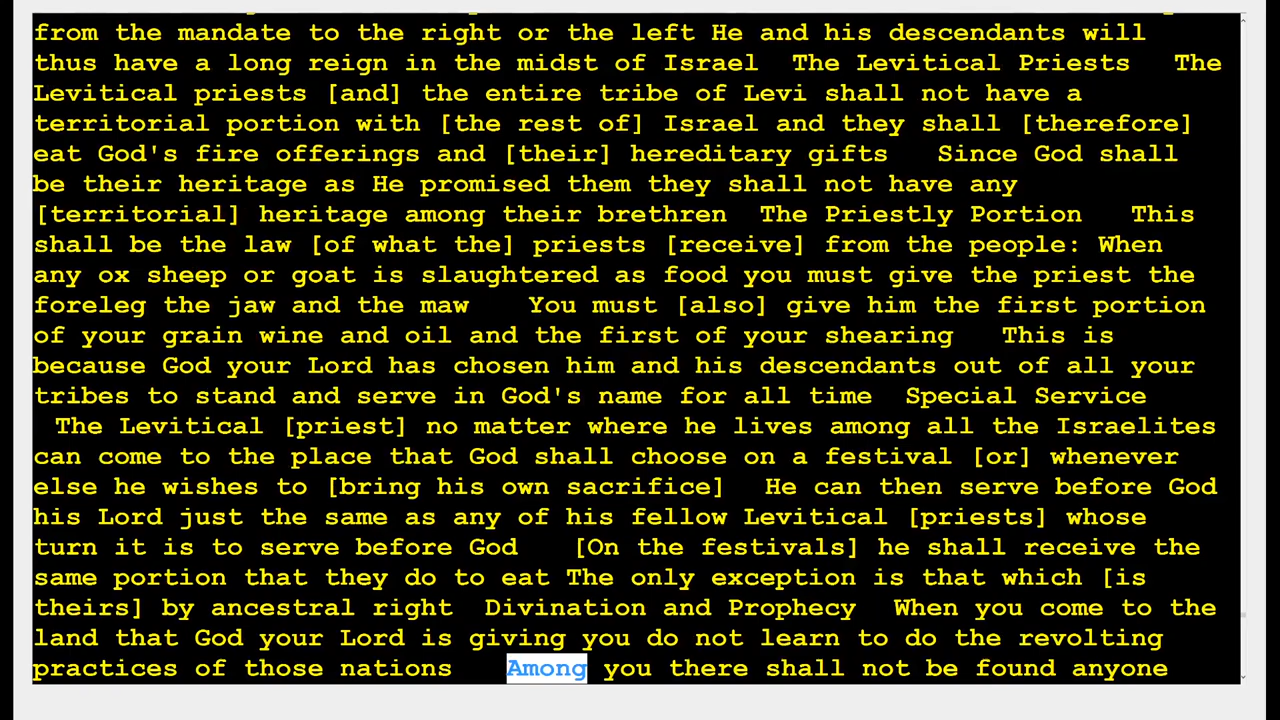 from the mandate to the right or the left He and his descendants will
thus have a long reign in the midst of Israel The Levitical Priests The
Levitical priests [and] the entire tribe of Levi shall not have a
territorial portion with [the rest of] Israel and they shall [therefore]
eat God's fire offerings and [their] hereditary gifts Since God shall
be their heritage as He promised them they shall not have any
[territorial] heritage among their brethren The Priestly Portion This
shall be the law [of what the] priests [receive] from the people: When
any ox sheep or goat is slaughtered as food you must give the priest the
foreleg the jaw and the maw You must [also] give him the first portion
of your grain wine and oil and the first of your shearing This is
because God your Lord has chosen him and his descendants out of all your
tribes to stand and serve in God's name for all time Special Service
The Levitical [priest] no matter where he lives among all the Israelites
can come to the place that God shall choose on a festival [or] whenever
else he wishes to [bring his own sacrifice] He can then serve before God
his Lord just the same as any of his fellow Levitical [priests] whose
turn it is to serve before God [On the festivals] he shall receive the
same portion that they do to eat The only exception is that which [is
theirs] by ancestral right Divination and Prophecy When you come to the
land that God your Lord is giving you do not learn to do the revolting
practices of those nations Among you there shall not be found anyone